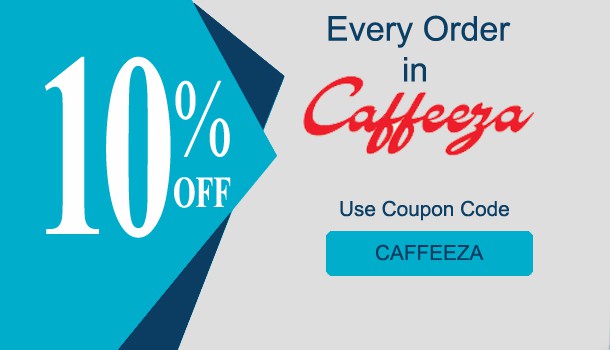 10%
OFF
Every Order
in
Caffeeza
Use Coupon Code
CAFFEEZA